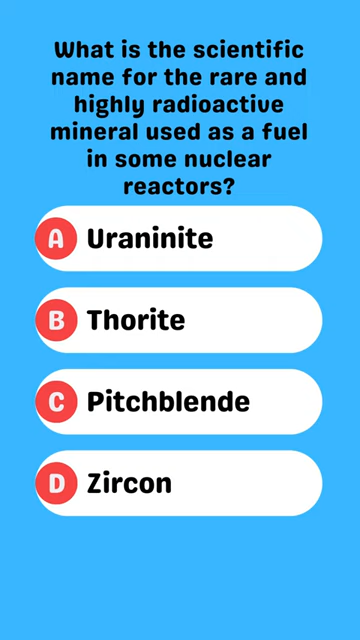 What is the scientific
name for the rare and
highly radioactive
mineral used as a fuel
in some nuclear
reactors?
A Uraninite
B Thorite
C Pitchblende
D Zircon